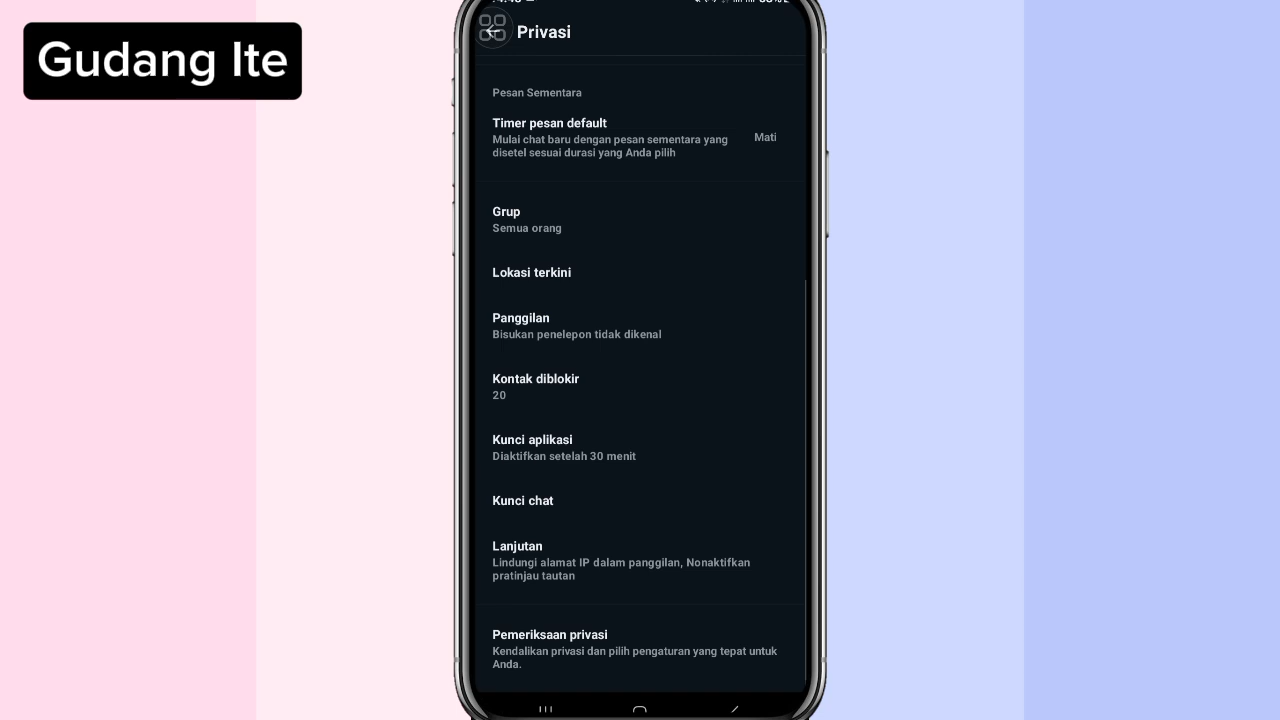 Gudang Ite
Privasi
Pesan Sementara
Timer pesan default
Mulai chat baru dengan pesan sementara yang
disetel sesuai durasi yang Anda pilih
Mati
Grup
Semua orang
Lokasi terkini
Panggilan
Bisukan penelepon tidak dikenal
Kontak diblokir
20
Kunci aplikasi
Diaktifkan setelah 30 menit
Kunci chat
Lanjutan
Lindungi alamat IP dalam panggilan, Nonaktifkan
pratinjau tautan
Pemeriksaan privasi
Kendalikan privasi dan pilih pengaturan yang tepat untuk
Anda.